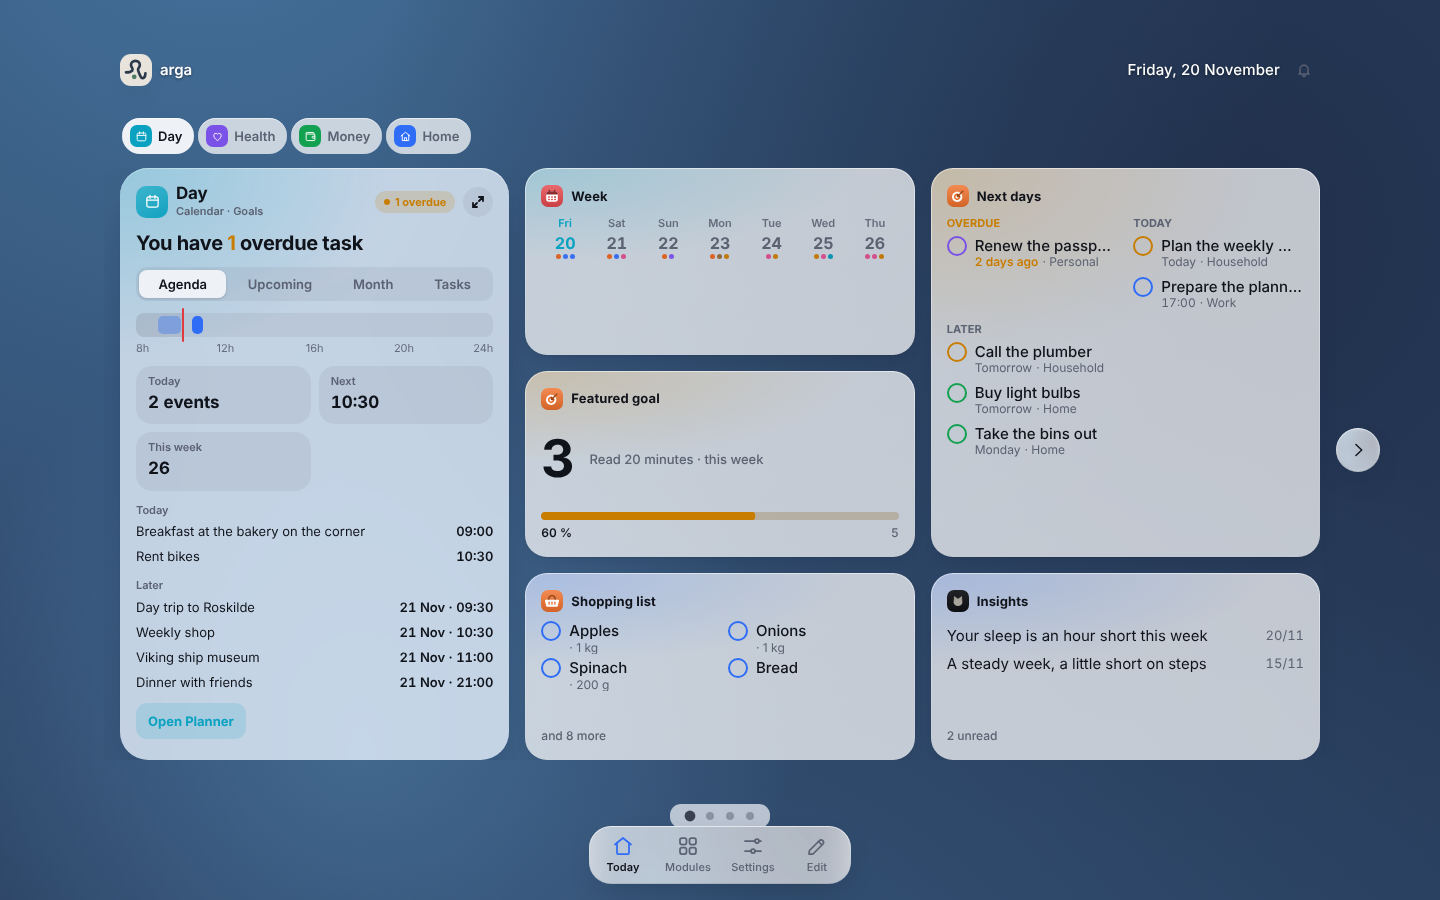 arga
Friday, 20 November
Day
Health
Money
Home
Day
Calendar · Goals
1 overdue
You have 1 overdue task
Agenda
Upcoming
Month
Tasks
8h
12h
16h
20h
24h
Today
2 events
Next
10:30
This week
26
Today
Breakfast at the bakery on the corner 09:00
Rent bikes 10:30
Later
Day trip to Roskilde 21 Nov · 09:30
Weekly shop 21 Nov · 10:30
Viking ship museum 21 Nov · 11:00
Dinner with friends 21 Nov · 21:00
Open Planner
Week
Fri Sat Sun Mon Tue Wed Thu
20 21 22 23 24 25 26
Featured goal
3
Read 20 minutes · this week
60 %
5
Shopping list
Apples
· 1 kg
Onions
· 1 kg
Spinach
· 200 g
Bread
and 8 more
Next days
OVERDUE
Renew the passp...
2 days ago · Personal
TODAY
Plan the weekly ...
Today · Household
Prepare the plann...
17:00 · Work
LATER
Call the plumber
Tomorrow · Household
Buy light bulbs
Tomorrow · Home
Take the bins out
Monday · Home
Insights
Your sleep is an hour short this week 20/11
A steady week, a little short on steps 15/11
2 unread
Today
Modules
Settings
Edit